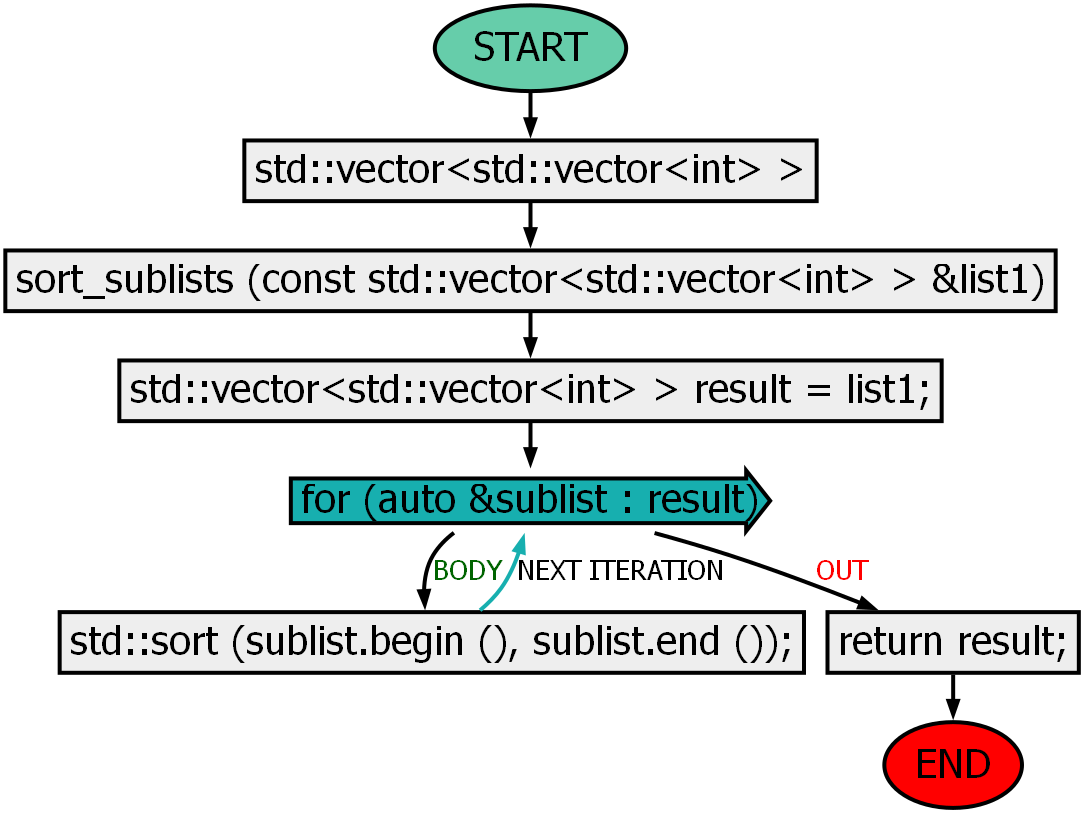 START
std::vector<std::vector<int> >
sort_sublists (const std::vector<std::vector<int> > &list1)
std::vector<std::vector<int> > result = list1;
for (auto &sublist : result)
BODY
NEXT ITERATION
OUT
std::sort (sublist.begin (), sublist.end ());
return result;
END